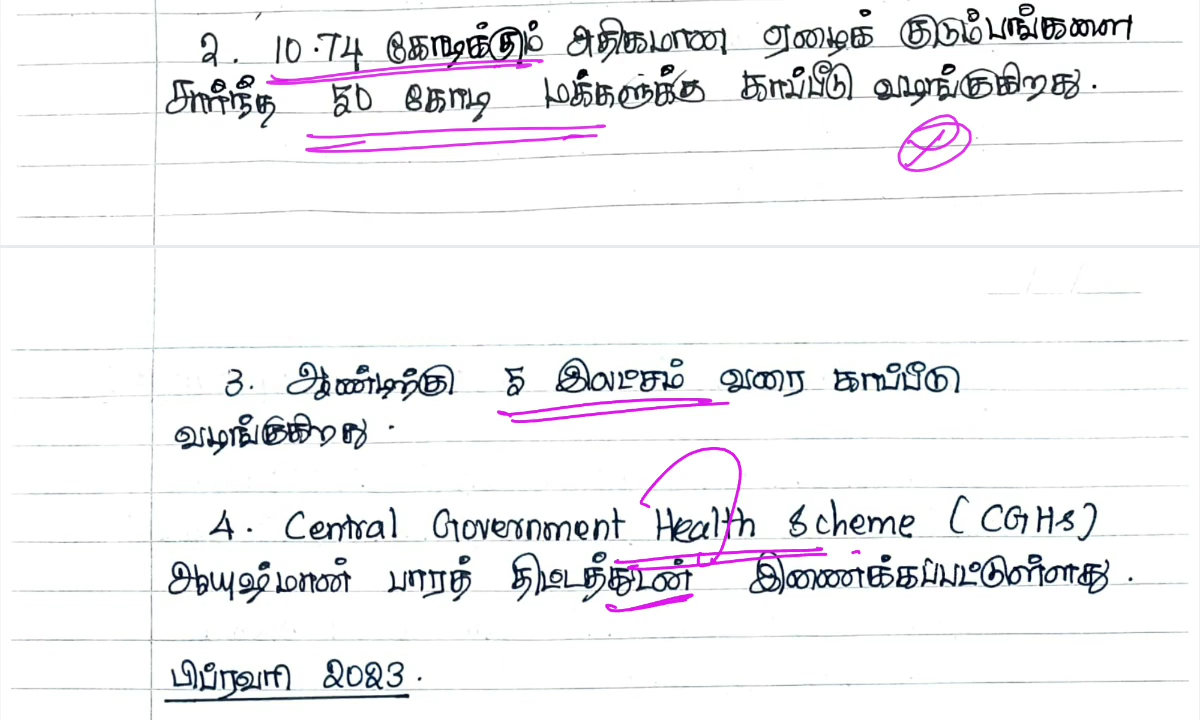 2. 10.74 கோடிக்கும் அதிகமான ஏழைக் குடும்பங்களை
சார்ந்த 50 கோடி மக்களுக்கு காப்பீடு வழங்குகிறது.
3. ஆண்டிற்கு 5 இலட்சம் வரை காப்பீடு
வழங்குகிறது.
4. Central Government Health Scheme (CGHS)
ஆயுஷ்மான் பாரத் திட்டத்துடன் இணைக்கப்பட்டுள்ளது.
பிப்ரவரி 2023.